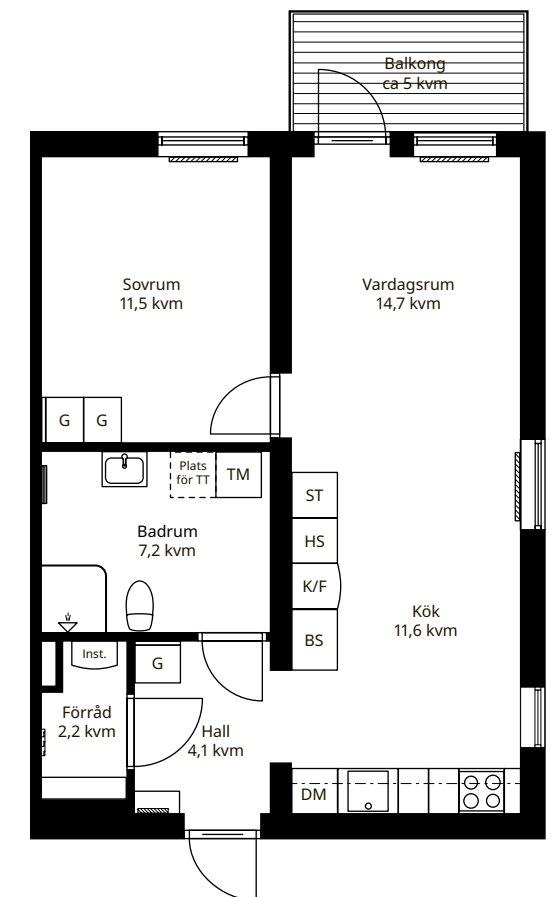 Balkong
ca 5 kvm
Sovrum
11,5 kvm
Vardagsrum
14,7 kvm
G
G
Plats
för TT
TM
ST
Badrum
7,2 kvm
HS
K/F
Kök
11,6 kvm
BS
Inst.
G
Förråd
2,2 kvm
Hall
4,1 kvm
DM